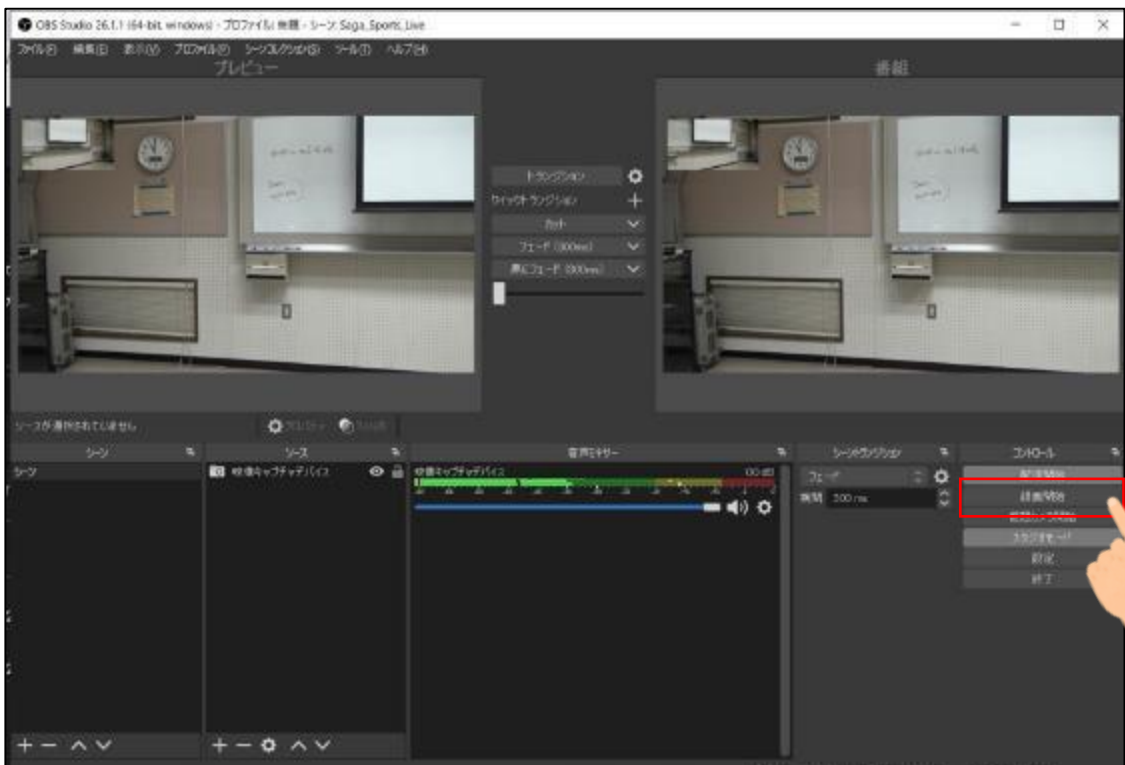 OBS Studio 26.1.1 (64-bit, windows) - プロファイル: 無題 - シーン: Saga_Sports_Live
ファイル(F) 編集(E) 表示(V) プロファイル(P) シーンコレクション(S) ツール(T) ヘルプ(H)
プレビュー
番組
トランジション
クイックトランジション
カット
フェード (300ms)
黒にフェード (300ms)
ソースが選択されていません
シーン
ソース
音声ミキサー
シーントランジション
コントロール
シーン
映像キャプチャデバイス
映像キャプチャデバイス
0.0 dB
フェード
期間 300 ms
配信開始
録画開始
スタジオモード
設定
終了